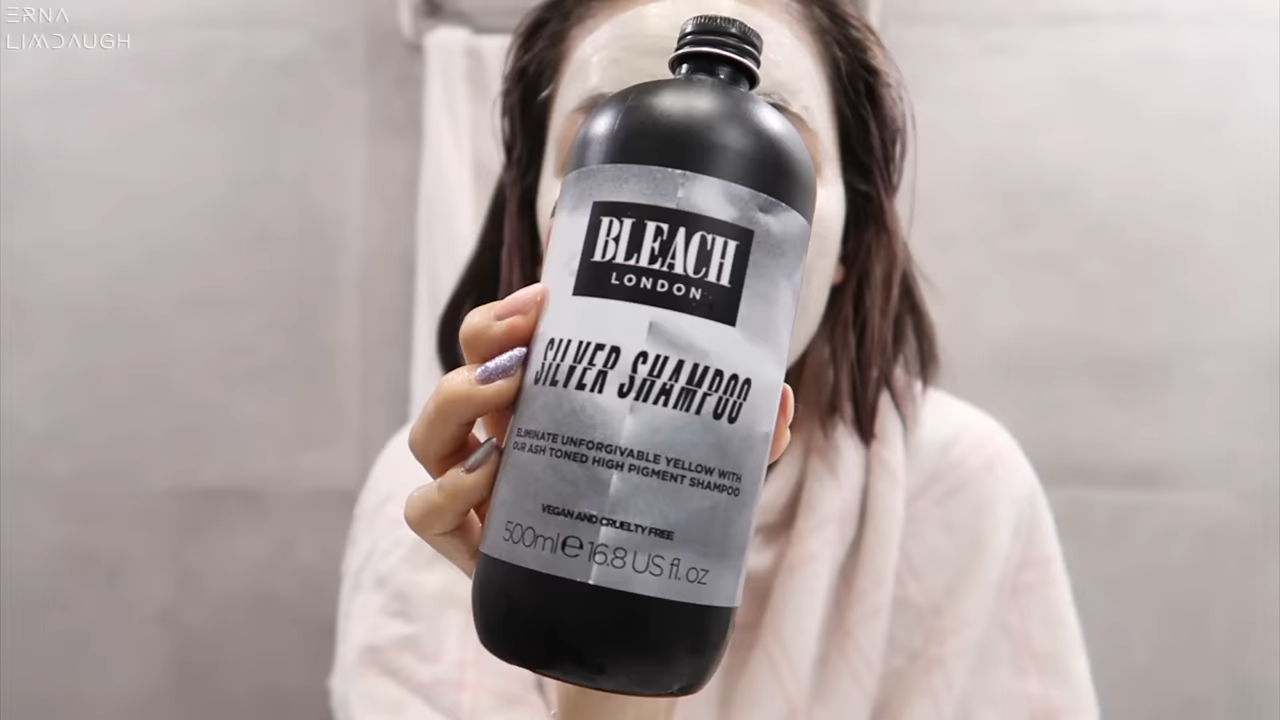 ERNA
LIMBAUGH
BLEACH
LONDON
SILVER SHAMPOO
ELIMINATE UNFORGIVABLE YELLOW WITH
OUR ASH TONED HIGH PIGMENT SHAMPOO
VEGAN AND CRUELTY FREE
500ml ℮ 16.8 US fl. oz